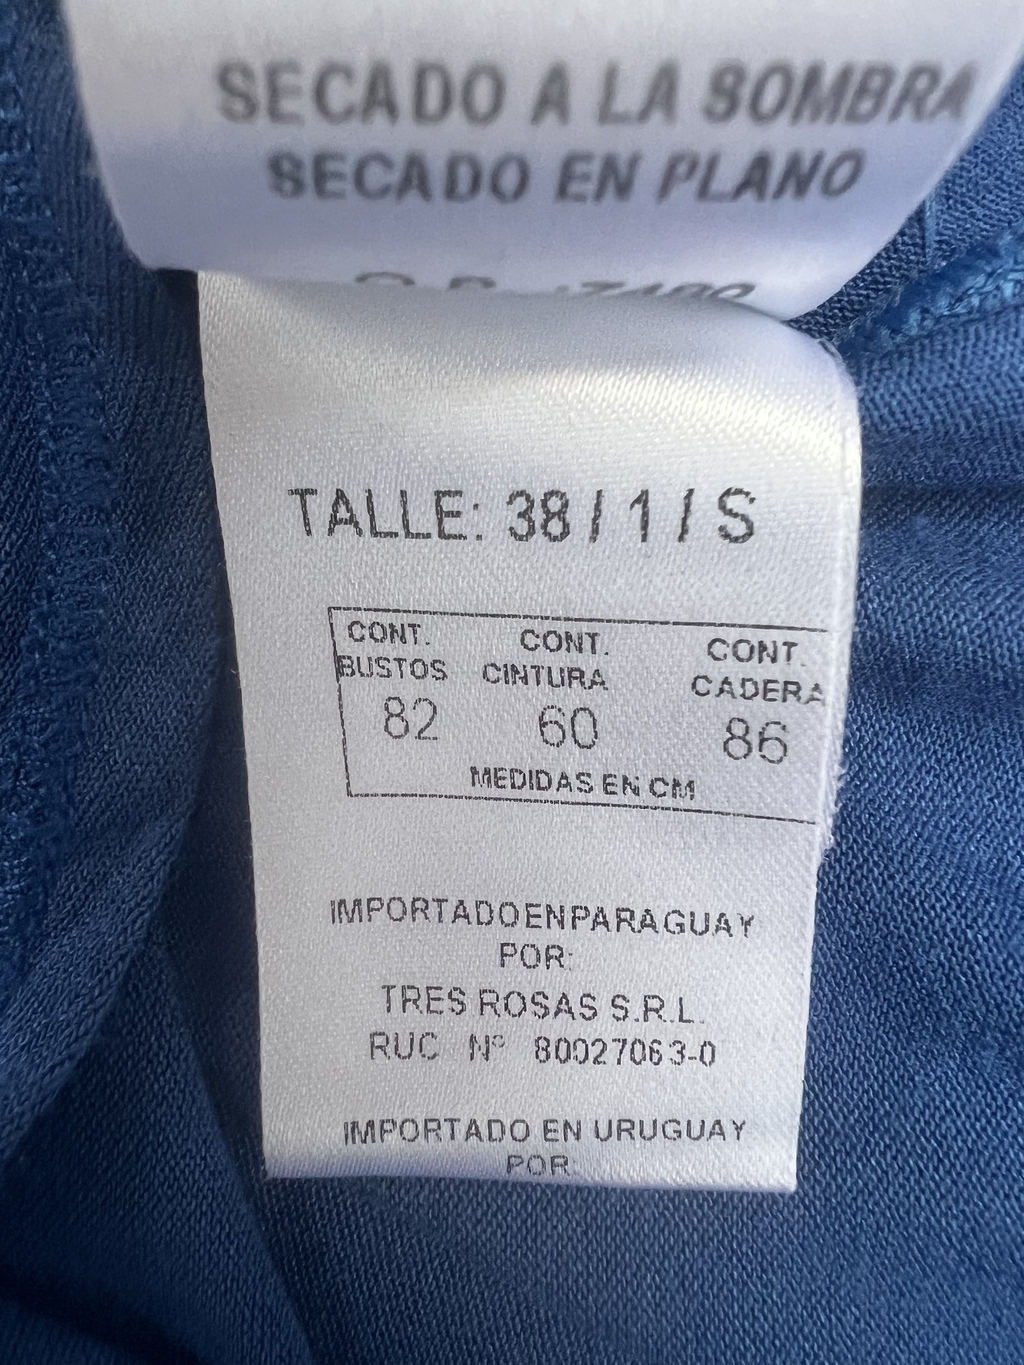 SECADO A LA SOMBRA
SECADO EN PLANO
TALLE: 38 / 1 / S
CONT. CONT. CONT.
BUSTOS CINTURA CADERA
82 60 86
MEDIDAS EN CM
IMPORTADO EN PARAGUAY
POR:
TRES ROSAS S.R.L.
RUC Nº 80027063-0
IMPORTADO EN URUGUAY
POR: